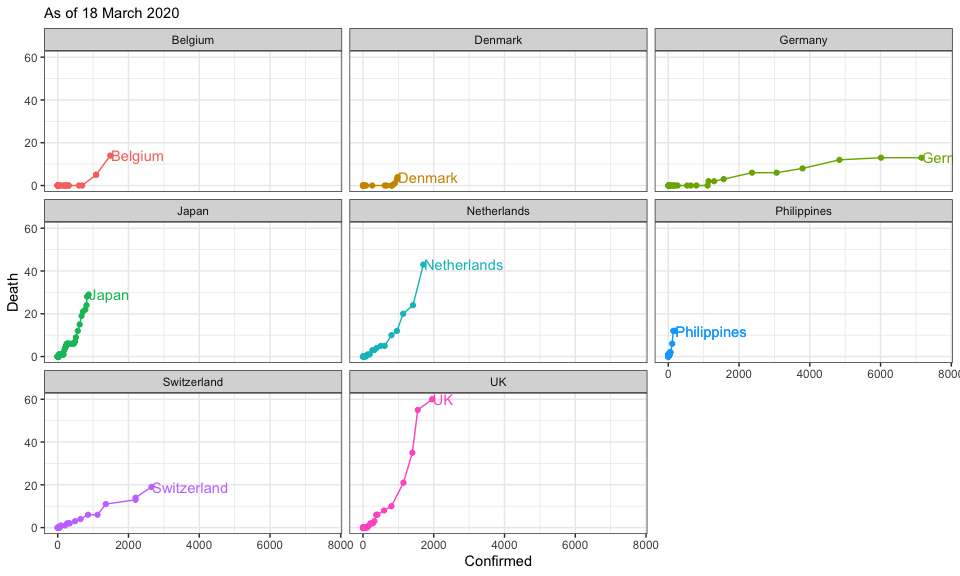 As of 18 March 2020
Belgium
Denmark
Germany
60
40
20
0
Belgium
Denmark
Gern
Japan
Netherlands
Philippines
Death
60
40
20
0
Japan
Netherlands
Philippines
0 2000 4000 6000 8000
Switzerland
UK
60
40
20
0
Switzerland
UK
0 2000 4000 6000 8000
0 2000 4000 6000 8000
Confirmed